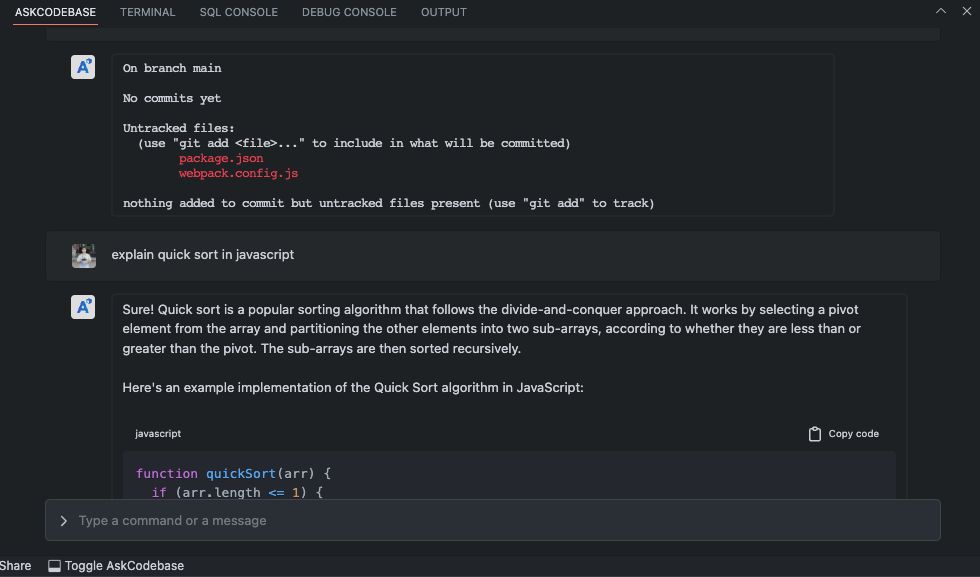 ASKCODEBASE TERMINAL SQL CONSOLE DEBUG CONSOLE OUTPUT
A
On branch main
No commits yet
Untracked files:
(use "git add <file>..." to include in what will be committed)
package.json
webpack.config.js
nothing added to commit but untracked files present (use "git add" to track)
explain quick sort in javascript
A
Sure! Quick sort is a popular sorting algorithm that follows the divide-and-conquer approach. It works by selecting a pivot
element from the array and partitioning the other elements into two sub-arrays, according to whether they are less than or
greater than the pivot. The sub-arrays are then sorted recursively.
Here's an example implementation of the Quick Sort algorithm in JavaScript:
javascript Copy code
function quickSort(arr) {
if (arr.length <= 1) {
Type a command or a message
Share Toggle AskCodebase